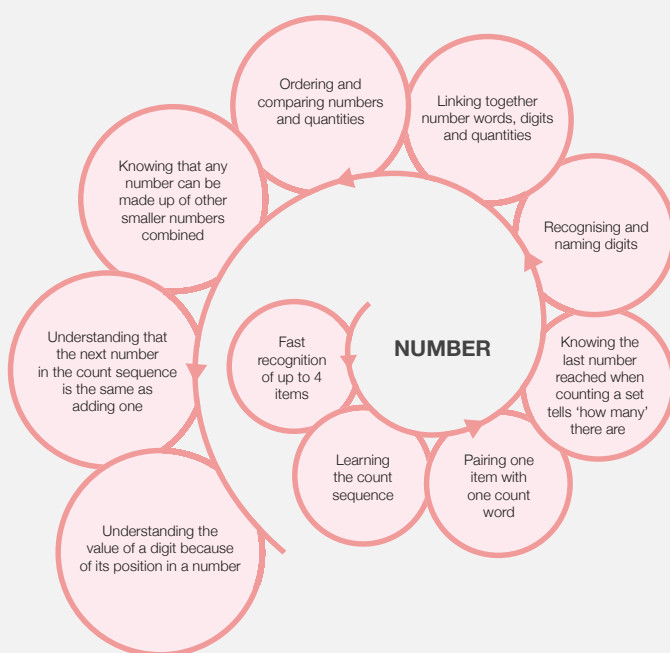 NUMBER
Fast
recognition
of up to 4
items
Learning
the count
sequence
Pairing one
item with
one count
word
Knowing the
last number
reached when
counting a set
tells ‘how many’
there are
Recognising and
naming digits
Linking together
number words, digits
and quantities
Ordering and
comparing numbers
and quantities
Knowing that any
number can be
made up of other
smaller numbers
combined
Understanding that
the next number
in the count sequence
is the same as
adding one
Understanding the
value of a digit because
of its position in a number